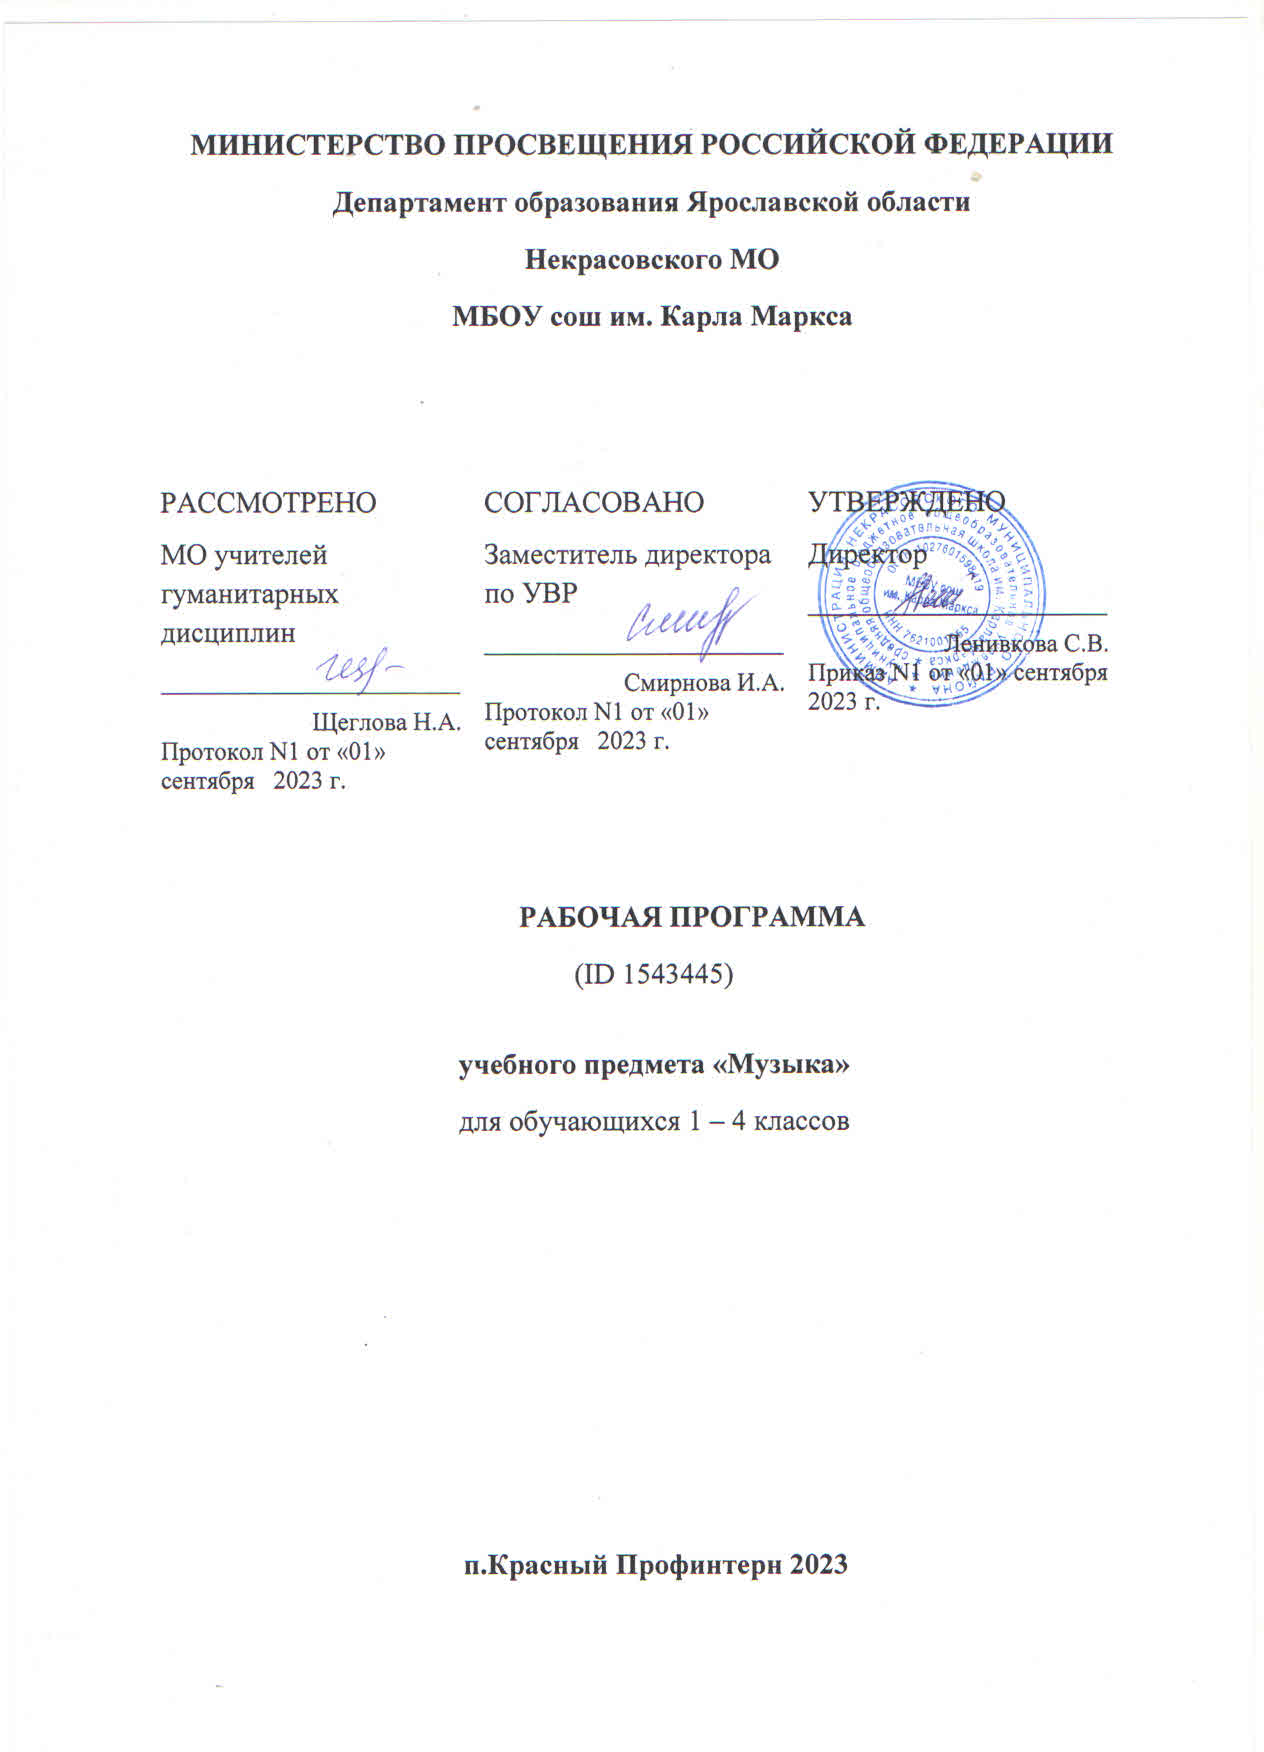 МИНИСТЕРСТВО ПРОСВЕЩЕНИЯ РОССИЙСКОЙ ФЕДЕРАЦИИ
Департамент образования Ярославской области
Некрасовского МО
МБОУ сош им. Карла Маркса
РАССМОТРЕНО
МО учителей
гуманитарных
дисциплин
Щеглова Н.А.
Протокол N1 от «01»
сентября 2023 г.
СОГЛАСОВАНО
Заместитель директора
по УВР
Смирнова И.А.
Протокол N1 от «01»
сентября 2023 г.
УТВЕРЖДЕНО
Директор
Ленивкова С.В.
Приказ N1 от «01» сентября
2023 г.
РАБОЧАЯ ПРОГРАММА
(ID 1543445)
учебного предмета «Музыка»
для обучающихся 1 – 4 классов
п.Красный Профинтерн 2023